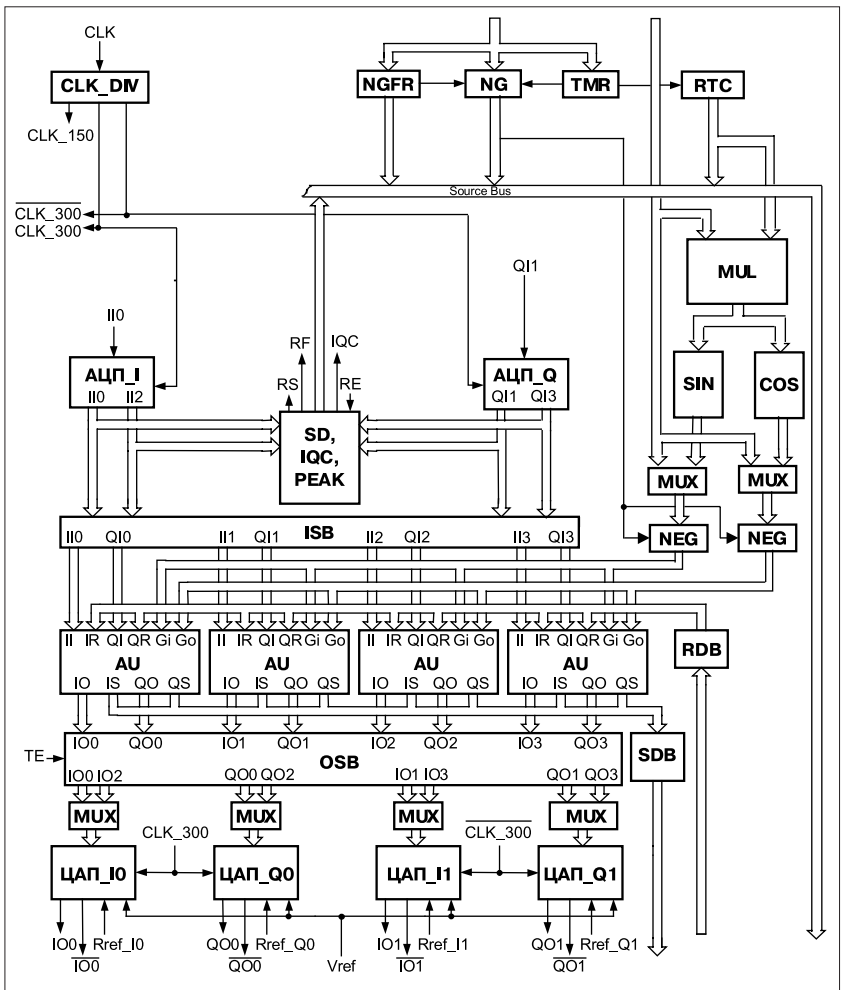 CLK
CLK_DIV
NGFR NG TMR RTC
CLK_150
Source Bus
CLK_300
CLK_300
MUL
QI1
II0
RF IQC
АЦП_I
II0 II2
RS RE
АЦП_Q
QI1 QI3
SIN COS
SD,
IQC,
PEAK
MUX MUX
ISB
II0 QI0 II1 QI1 II2 QI2 II3 QI3
NEG NEG
II IR QI QR Gi Go II IR QI QR Gi Go II IR QI QR Gi Go II IR QI QR Gi Go
AU AU AU AU
IO IS QO QS IO IS QO QS IO IS QO QS IO IS QO QS
RDB
IO0 QO0 IO1 QO1 IO2 QO2 IO3 QO3
TE OSB SDB
IO0 IO2 QO0 QO2 IO1 IO3 QO1 QO3
MUX MUX MUX MUX
CLK_300 CLK_300
ЦАП_I0 ЦАП_Q0 ЦАП_I1 ЦАП_Q1
IO0 Rref_I0 QO0 Rref_Q0 IO1 Rref_I1 QO1 Rref_Q1
IO0 QO0 Vref IO1 QO1